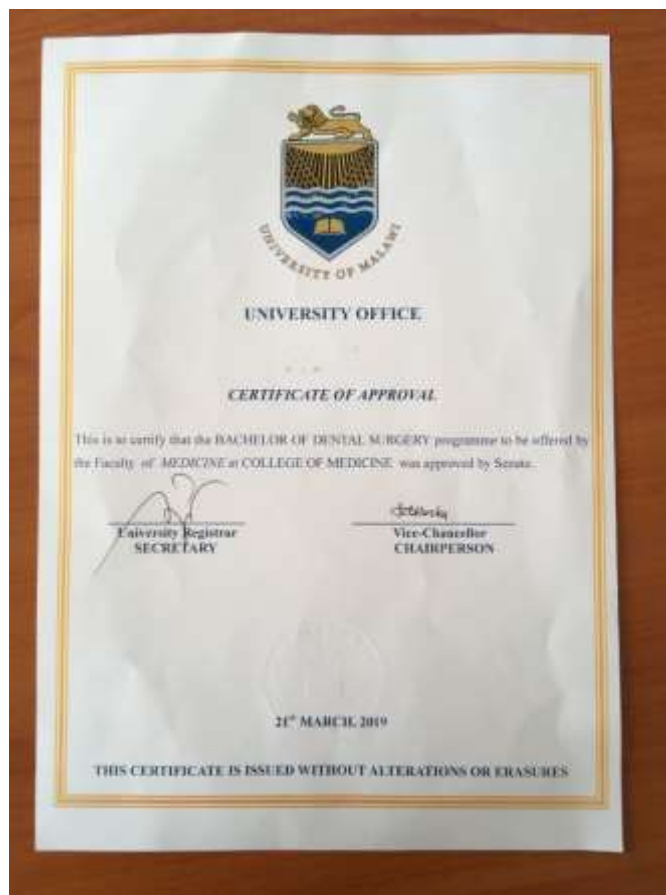 UNIVERSITY OF MALAWI
UNIVERSITY OFFICE
CERTIFICATE OF APPROVAL
This is to certify that the BACHELOR OF DENTAL SURGERY programme to be offered by
the Faculty of MEDICINE at COLLEGE OF MEDICINE was approved by Senate.
University Registrar
SECRETARY
Vice-Chancellor
CHAIRPERSON
21st MARCH, 2019
THIS CERTIFICATE IS ISSUED WITHOUT ALTERATIONS OR ERASURES